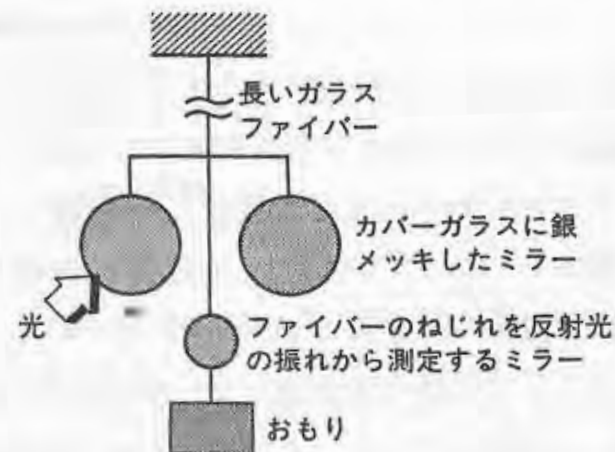 長いガラス
ファイバー
カバーガラスに銀
メッキしたミラー
光
ファイバーのねじれを反射光
の振れから測定するミラー
おもり